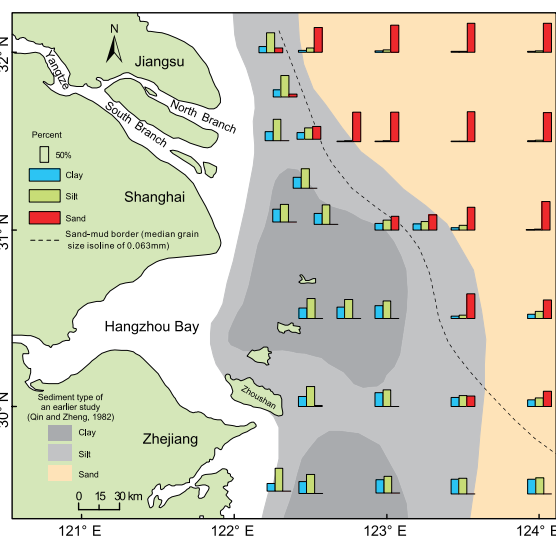 32° N
N
Jiangsu
Yangtze
North Branch
South Branch
Percent
50%
Clay
Silt
Sand
Shanghai
Sand-mud border (median grain
size isoline of 0.063mm)
31° N
Hangzhou Bay
30° N
Zhoushan
Sediment type of
an earlier study
(Qin and Zheng, 1982)
Clay
Silt
Sand
Zhejiang
0 15 30 km
121° E
122° E
123° E
124° E